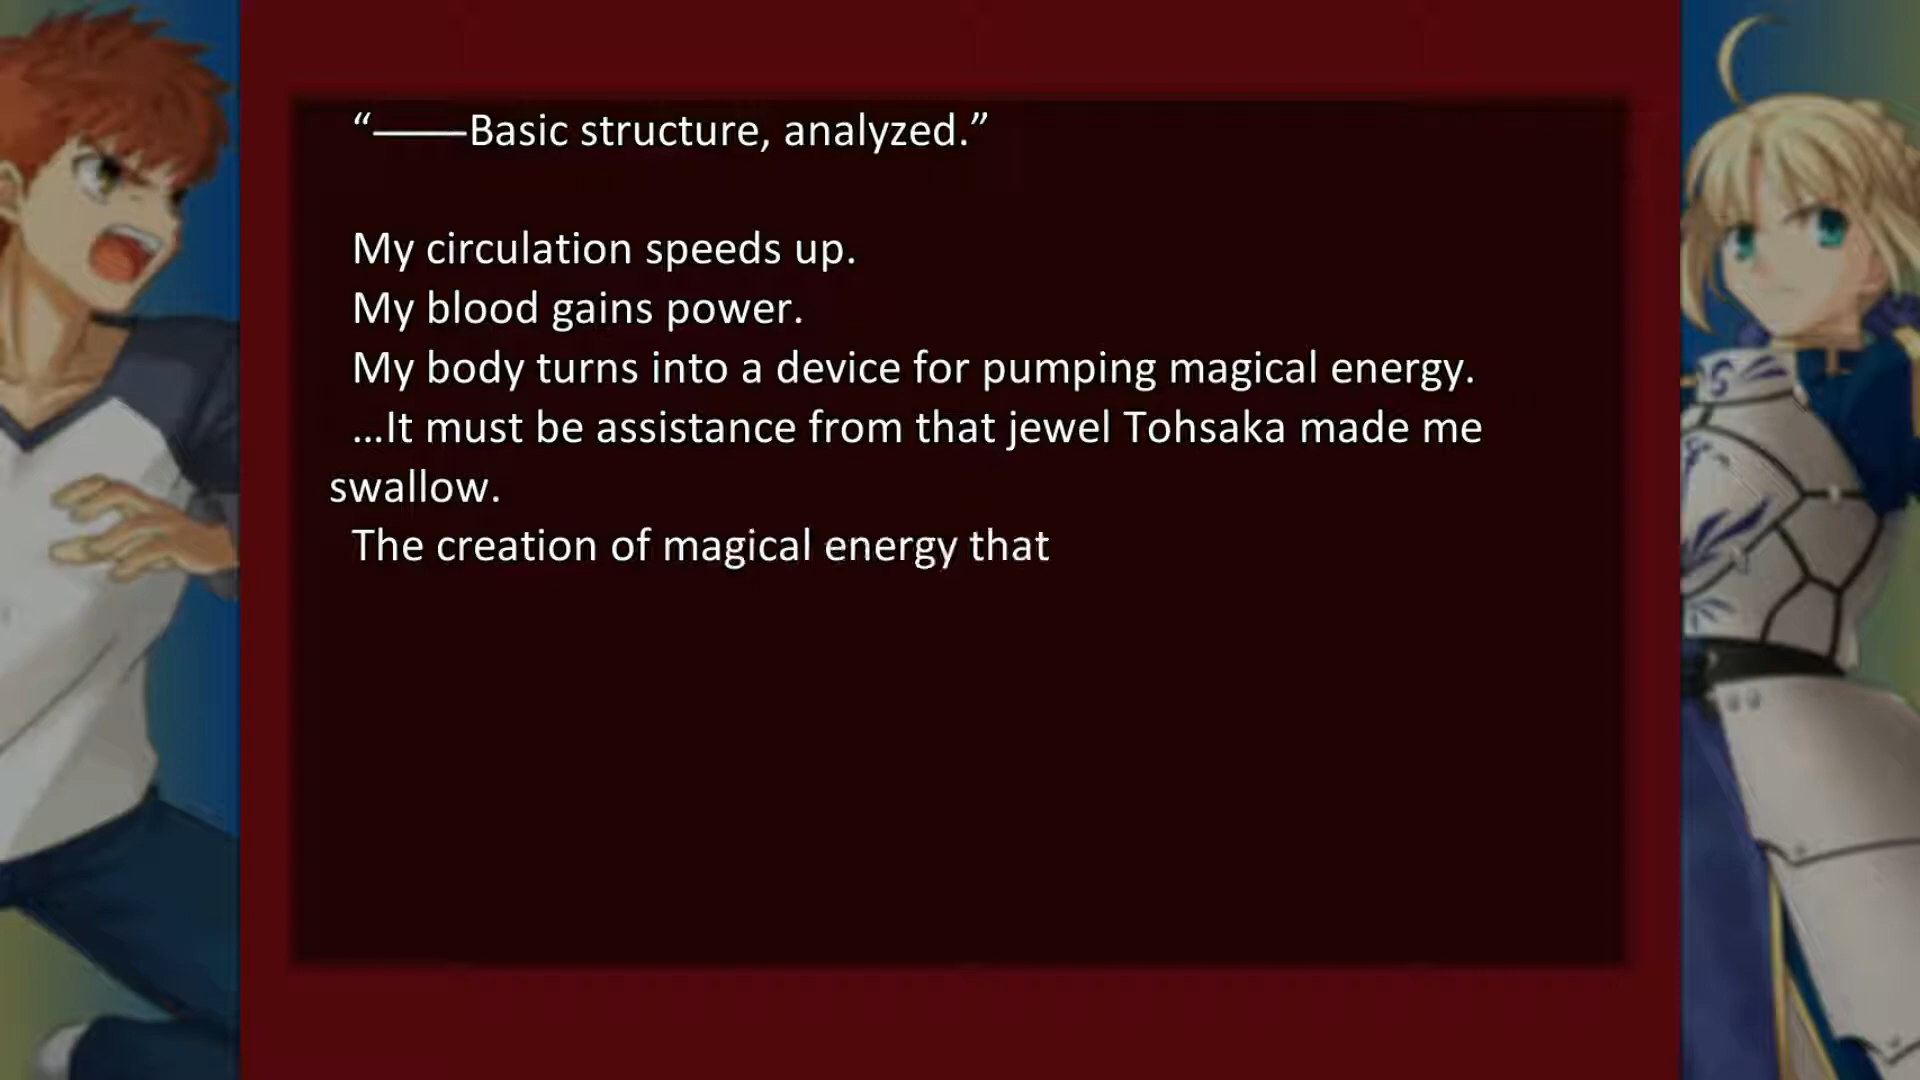 “――Basic structure, analyzed.”
My circulation speeds up.
My blood gains power.
My body turns into a device for pumping magical energy.
…It must be assistance from that jewel Tohsaka made me
swallow.
The creation of magical energy that